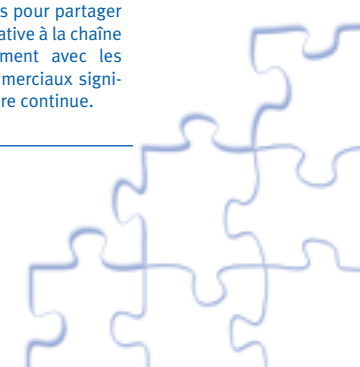 s pour partager
ative à la chaîne
ment avec les
merciaux signi-
re continue.